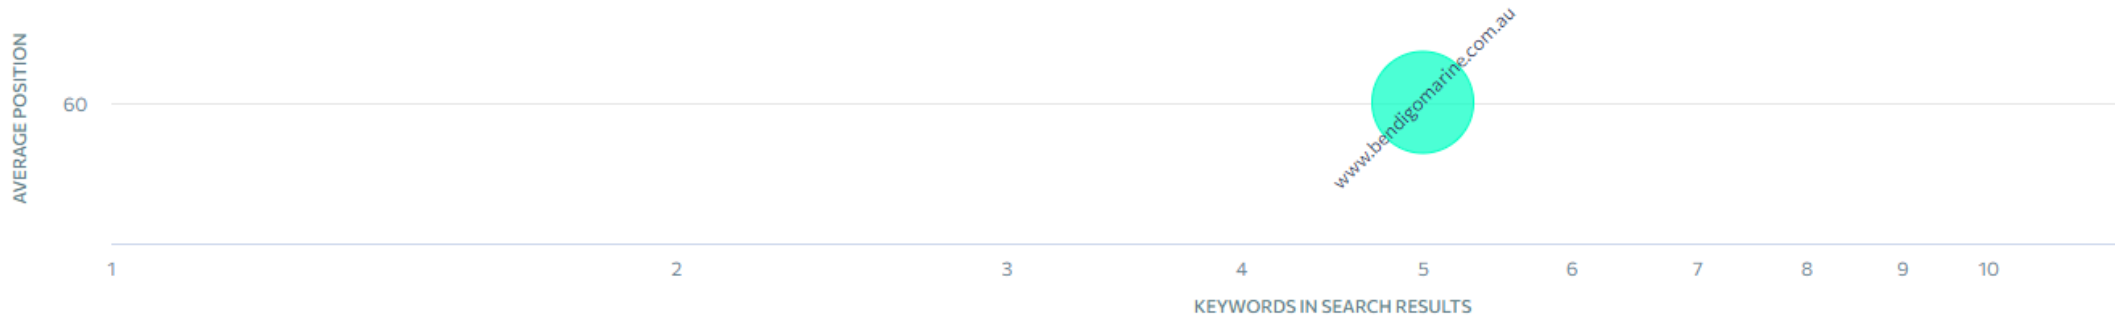 AVERAGE POSITION
60
www.bendigomarine.com.au
1 2 3 4 5 6 7 8 9 10
KEYWORDS IN SEARCH RESULTS